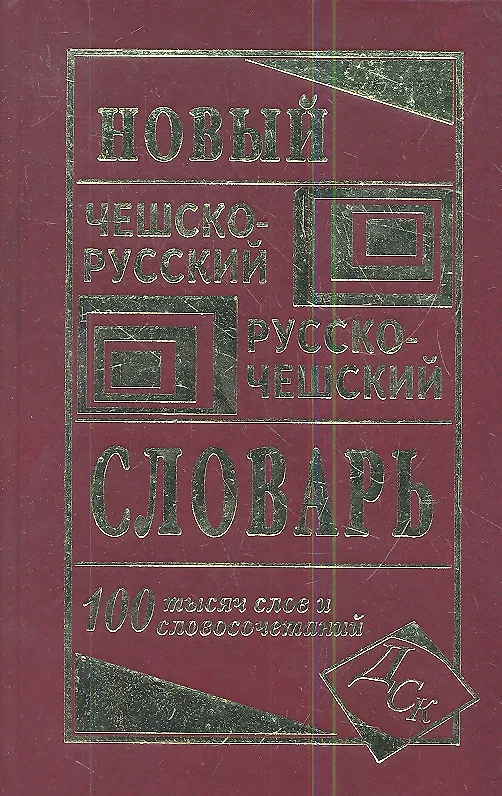 НОВЫЙ
ЧЕШСКО-
РУССКИЙ
РУССКО-
ЧЕШСКИЙ
СЛОВАРЬ
100 тысяч слов и
словосочетаний
ДСК